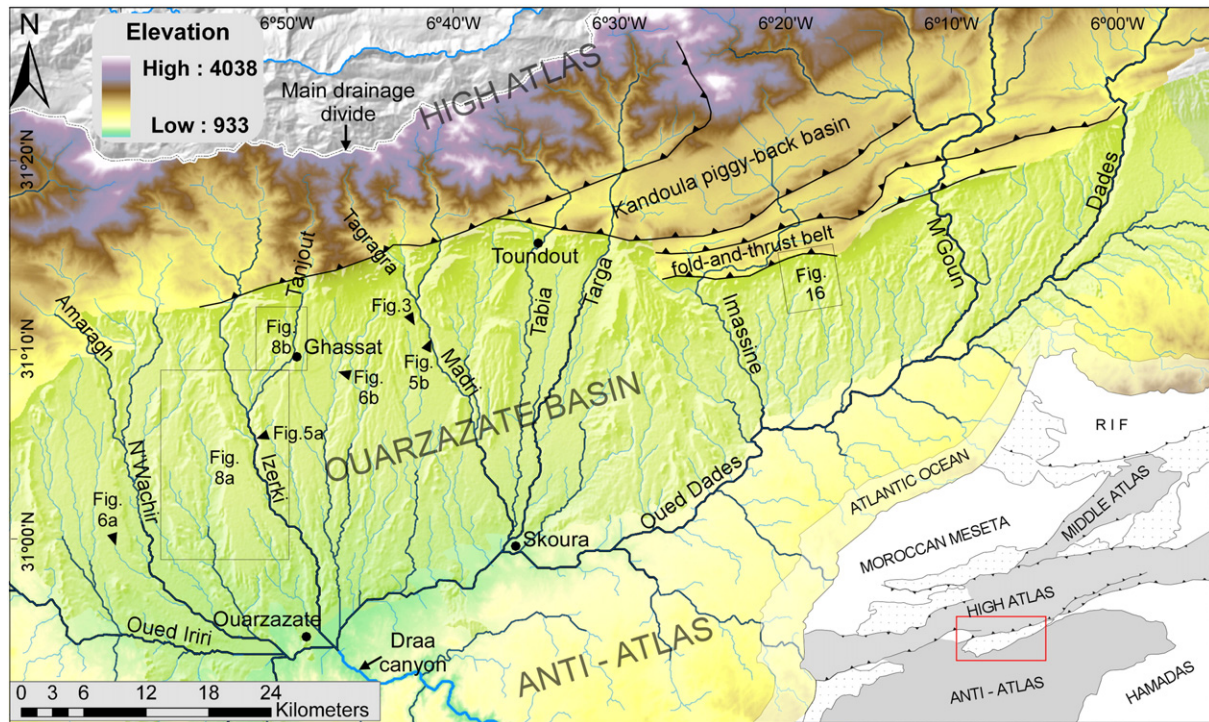 6°50'W
6°40'W
6°30'W
6°20'W
6°10'W
6°00'W
N
Elevation
High : 4038
Low : 933
Main drainage
divide
HIGH ATLAS
31°20'N
31°10'N
31°00'N
Kandoula piggy-back basin
fold-and-thrust belt
Dades
M'Goun
Tagragra
Tanjout
Toundout
Targa
Tabia
Imassine
Fig.
16
Amaragh
Fig.
8b
Ghassat
Fig.3
Fig.
5b
Fig.
6b
Madri
OUARZAZATE BASIN
Fig.5a
Fig.
8a
Izerki
N'Wachir
Fig.
6a
Skoura
Oued Dades
Ouarzazate
Oued Iriri
Draa
canyon
ANTI - ATLAS
0 3 6 12 18 24
Kilometers
RIF
ATLANTIC OCEAN
MIDDLE ATLAS
MOROCCAN MESETA
HIGH ATLAS
ANTI - ATLAS
HAMADAS